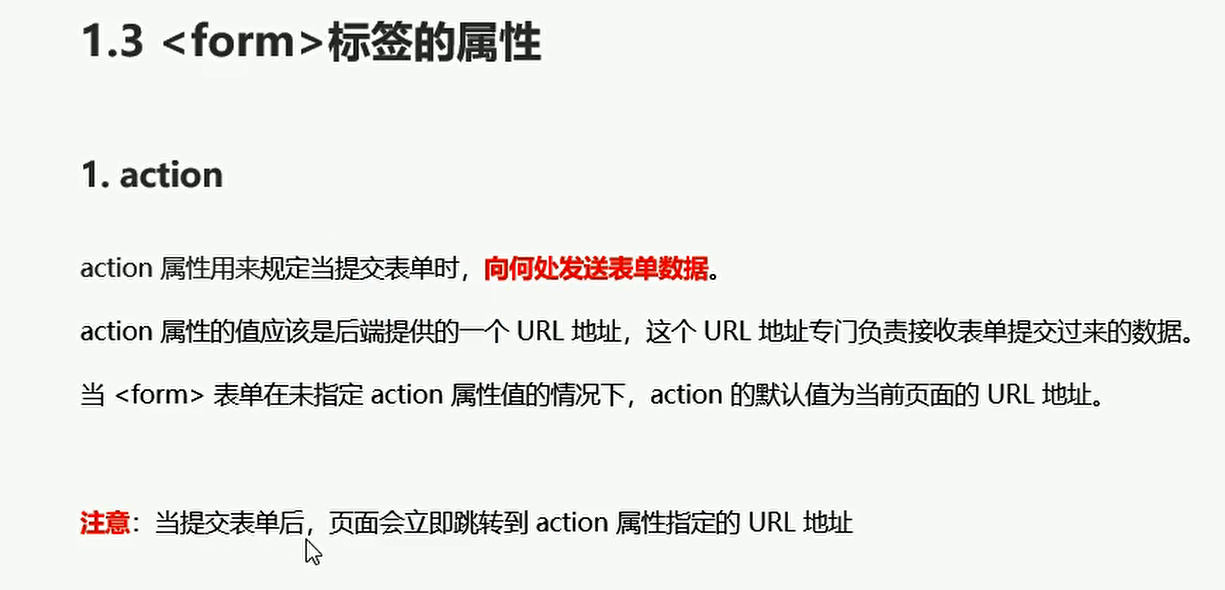 1.3 <form>标签的属性
1. action
action 属性用来规定当提交表单时，向何处发送表单数据。
action 属性的值应该是后端提供的一个 URL 地址，这个 URL 地址专门负责接收表单提交过来的数据。
当 <form> 表单在未指定 action 属性值的情况下，action 的默认值为当前页面的 URL 地址。
注意：当提交表单后，页面会立即跳转到 action 属性指定的 URL 地址